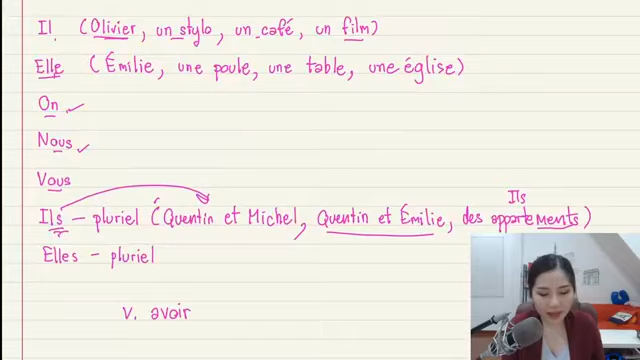 Il (Olivier, un stylo, un café, un film)
Elle (Émilie, une poule, une table, une église)
On
Nous
Vous
Ils
Ils - pluriel (Quentin et Michel, Quentin et Émilie, des appartements)
Elles - pluriel
v. avoir